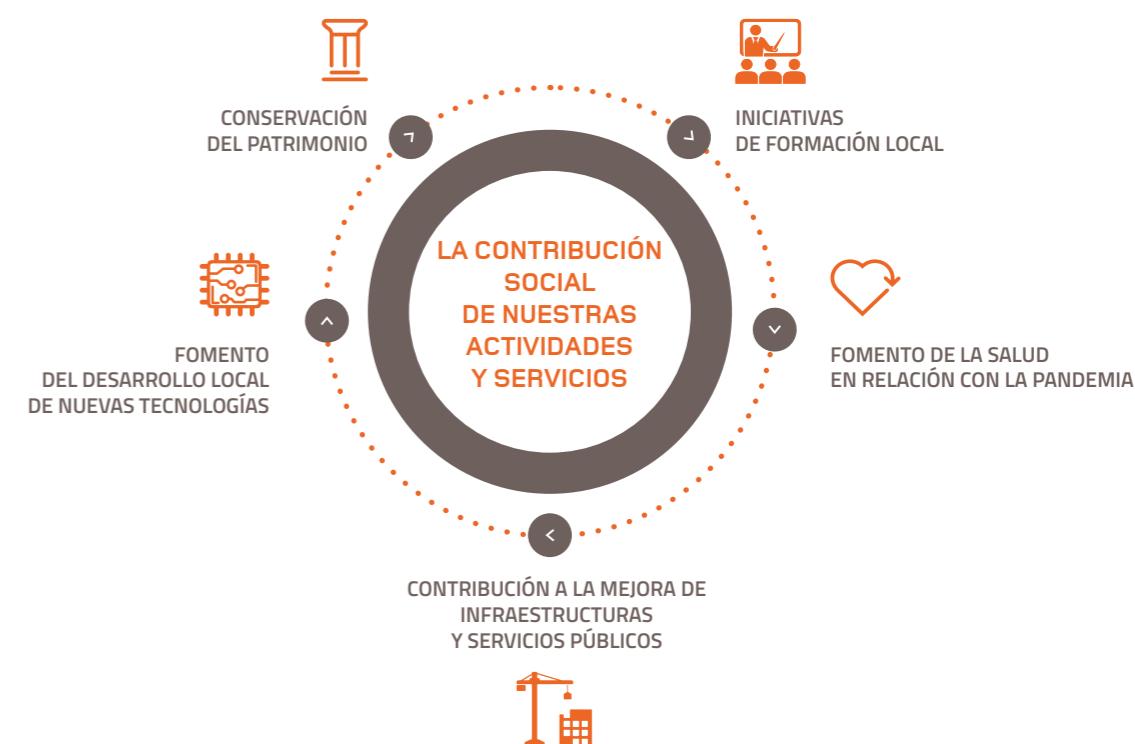 CONSERVACIÓN
DEL PATRIMONIO
INICIATIVAS
DE FORMACIÓN LOCAL
LA CONTRIBUCIÓN
SOCIAL
DE NUESTRAS
ACTIVIDADES
Y SERVICIOS
FOMENTO
DEL DESARROLLO LOCAL
DE NUEVAS TECNOLOGÍAS
FOMENTO DE LA SALUD
EN RELACIÓN CON LA PANDEMIA
CONTRIBUCIÓN A LA MEJORA DE
INFRAESTRUCTURAS
Y SERVICIOS PÚBLICOS